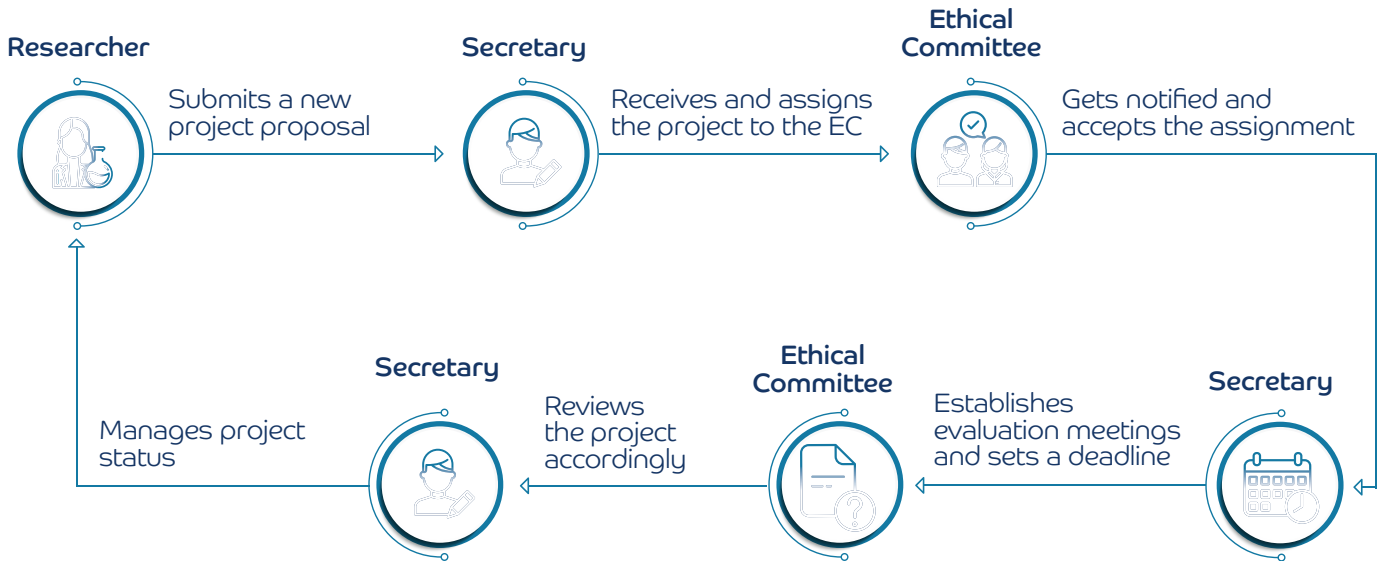 Researcher
Submits a new
project proposal
Secretary
Receives and assigns
the project to the EC
Ethical
Committee
Gets notified and
accepts the assignment
Secretary
Establishes
evaluation meetings
and sets a deadline
Ethical
Committee
Reviews
the project
accordingly
Secretary
Manages project
status